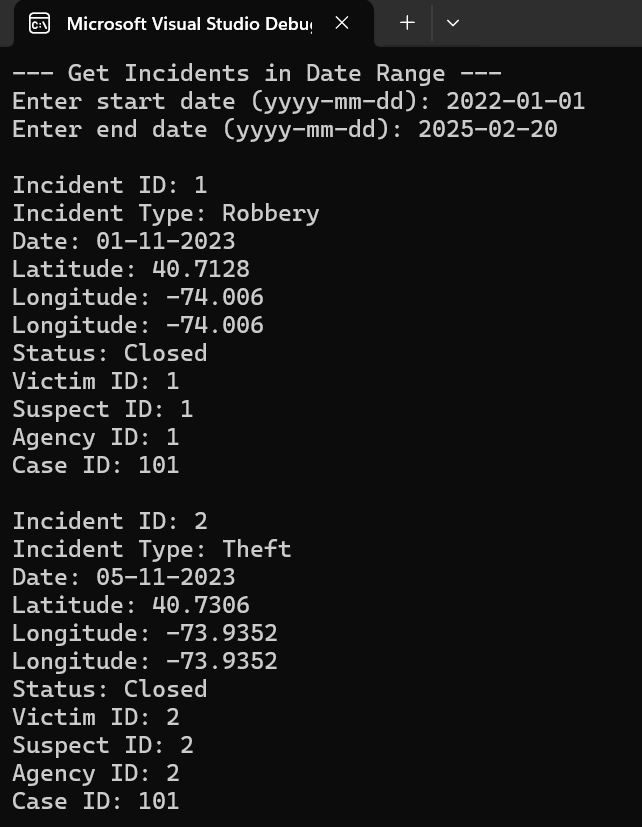 Microsoft Visual Studio Debu
--- Get Incidents in Date Range ---
Enter start date (yyyy-mm-dd): 2022-01-01
Enter end date (yyyy-mm-dd): 2025-02-20
Incident ID: 1
Incident Type: Robbery
Date: 01-11-2023
Latitude: 40.7128
Longitude: -74.006
Longitude: -74.006
Status: Closed
Victim ID: 1
Suspect ID: 1
Agency ID: 1
Case ID: 101
Incident ID: 2
Incident Type: Theft
Date: 05-11-2023
Latitude: 40.7306
Longitude: -73.9352
Longitude: -73.9352
Status: Closed
Victim ID: 2
Suspect ID: 2
Agency ID: 2
Case ID: 101